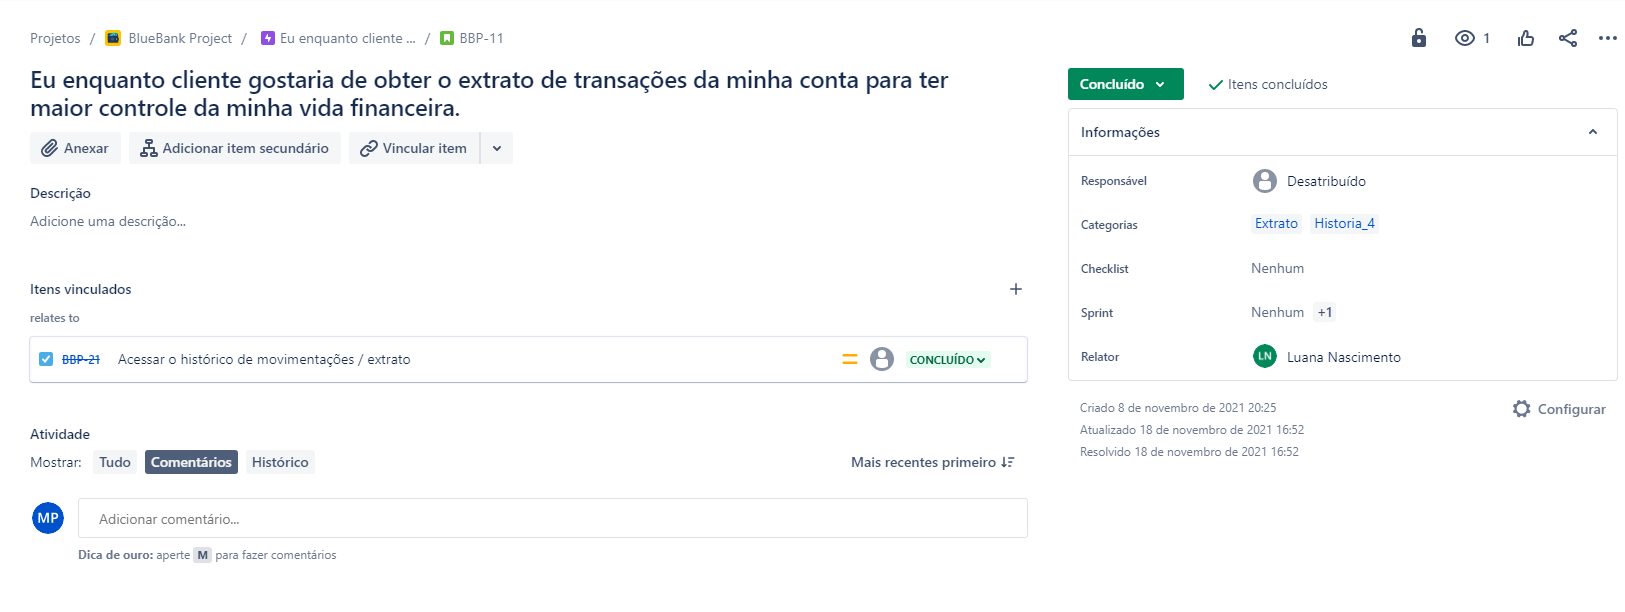 Projetos / BlueBank Project / Eu enquanto cliente ... / BBP-11
1
Eu enquanto cliente gostaria de obter o extrato de transações da minha conta para ter
maior controle da minha vida financeira.
Anexar Adicionar item secundário Vincular item
Descrição
Adicione uma descrição...
Itens vinculados
relates to
BBP-21 Acessar o histórico de movimentações / extrato CONCLUÍDO
Atividade
Mostrar: Tudo Comentários Histórico Mais recentes primeiro
MP Adicionar comentário...
Dica de ouro: aperte M para fazer comentários
Concluído Itens concluídos
Informações
Responsável Desatribuído
Categorias Extrato Historia_4
Checklist Nenhum
Sprint Nenhum +1
Relator LN Luana Nascimento
Criado 8 de novembro de 2021 20:25 Configurar
Atualizado 18 de novembro de 2021 16:52
Resolvido 18 de novembro de 2021 16:52